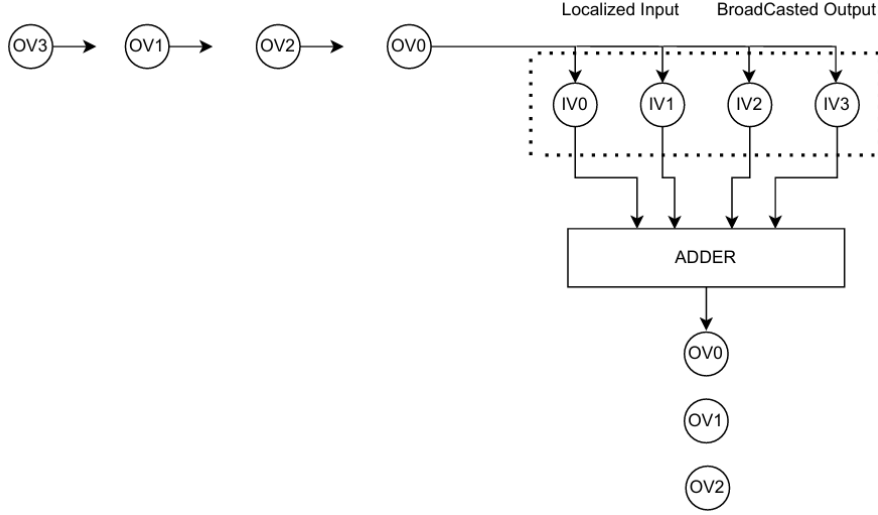 Localized Input BroadCasted Output
OV3 OV1 OV2 OV0
IV0 IV1 IV2 IV3
ADDER
OV0
OV1
OV2